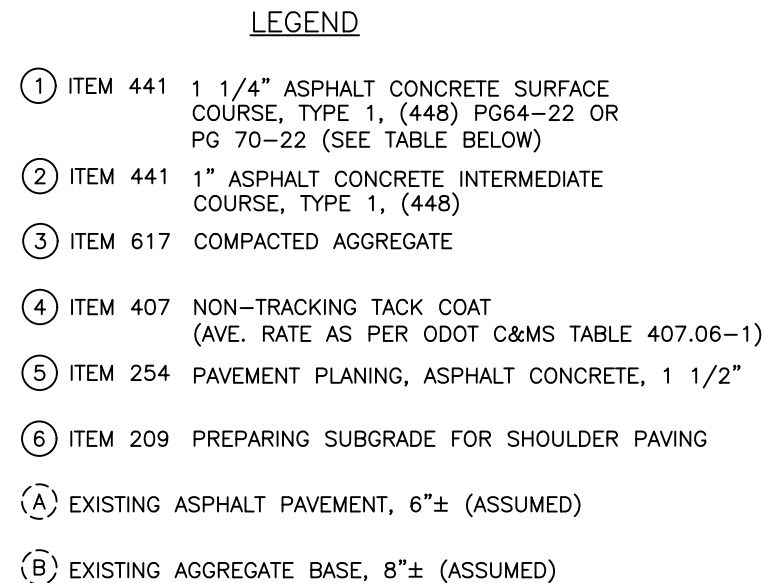 LEGEND
1 ITEM 441 1 1/4" ASPHALT CONCRETE SURFACE
COURSE, TYPE 1, (448) PG64-22 OR
PG 70-22 (SEE TABLE BELOW)
2 ITEM 441 1" ASPHALT CONCRETE INTERMEDIATE
COURSE, TYPE 1, (448)
3 ITEM 617 COMPACTED AGGREGATE
4 ITEM 407 NON-TRACKING TACK COAT
(AVE. RATE AS PER ODOT C&MS TABLE 407.06-1)
5 ITEM 254 PAVEMENT PLANING, ASPHALT CONCRETE, 1 1/2"
6 ITEM 209 PREPARING SUBGRADE FOR SHOULDER PAVING
A EXISTING ASPHALT PAVEMENT, 6"± (ASSUMED)
B EXISTING AGGREGATE BASE, 8"± (ASSUMED)